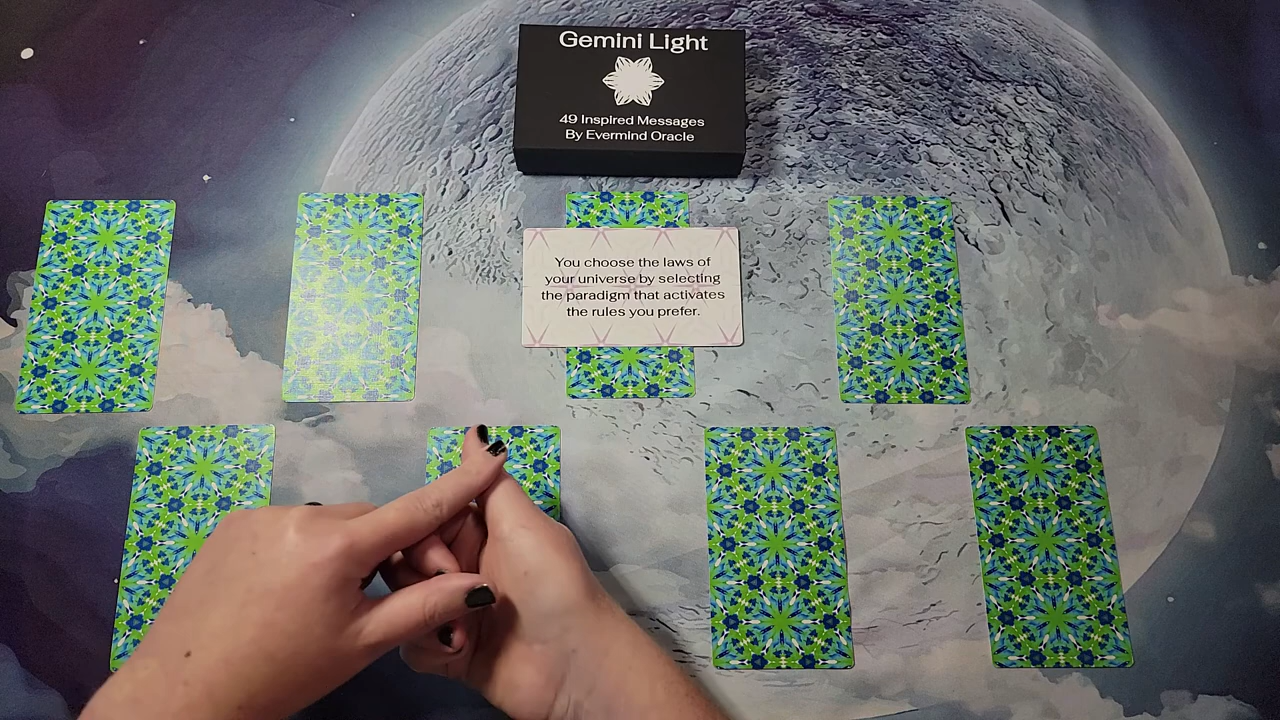 Gemini Light
49 Inspired Messages
By Evermind Oracle
You choose the laws of
your universe by selecting
the paradigm that activates
the rules you prefer.